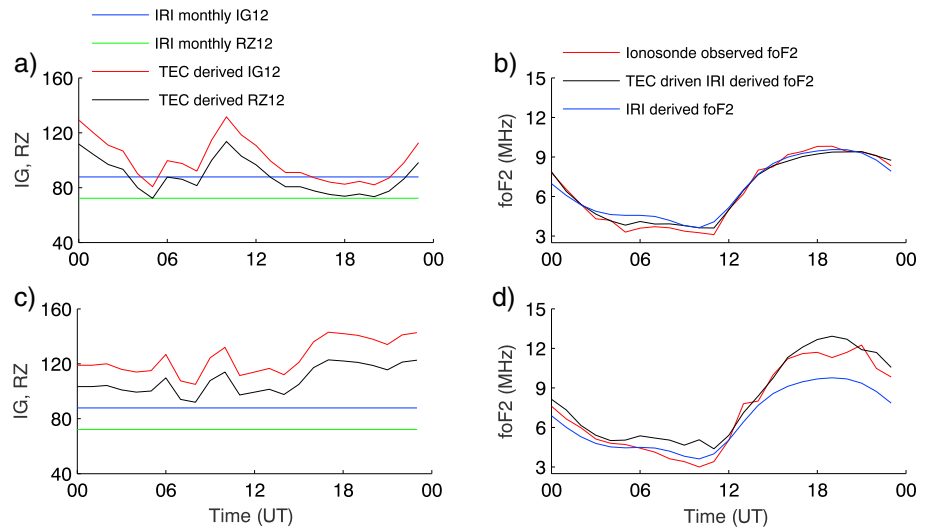 IRI monthly IG12
IRI monthly RZ12
TEC derived IG12
TEC derived RZ12
a)
160
120
80
40
IG, RZ
00 06 12 18 00
b)
Ionosonde observed foF2
TEC driven IRI derived foF2
IRI derived foF2
15
12
9
6
3
foF2 (MHz)
00 06 12 18 00
c)
160
120
80
40
IG, RZ
00 06 12 18 00
Time (UT)
d)
15
12
9
6
3
foF2 (MHz)
00 06 12 18 00
Time (UT)